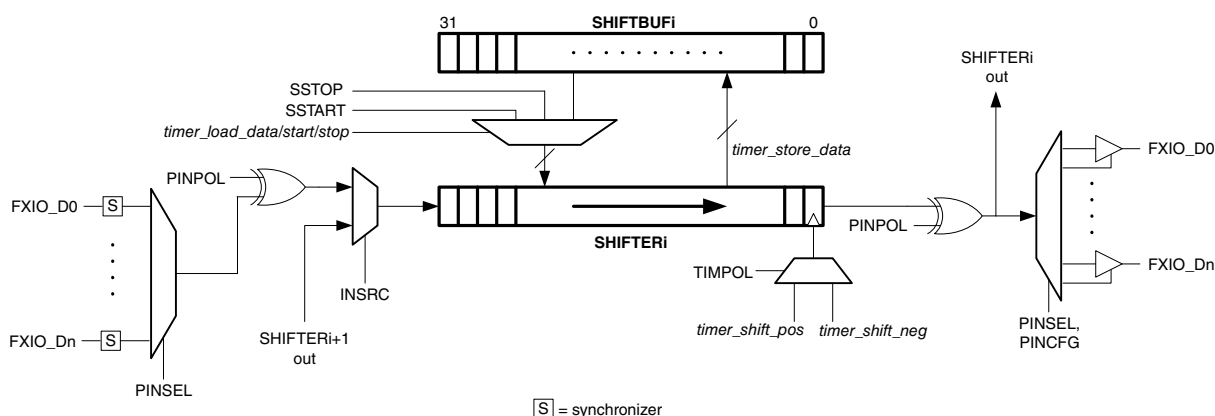 31 SHIFTBUFi 0
SSTOP
SSTART
timer_load_data/start/stop
SHIFTERi
out
timer_store_data
FXIO_D0
PINPOL
FXIO_D0 S
SHIFTERi
PINPOL
TIMPOL
INSRC
FXIO_Dn
timer_shift_pos timer_shift_neg
SHIFTERi+1
out
FXIO_Dn S
PINSEL,
PINCFG
PINSEL
S = synchronizer